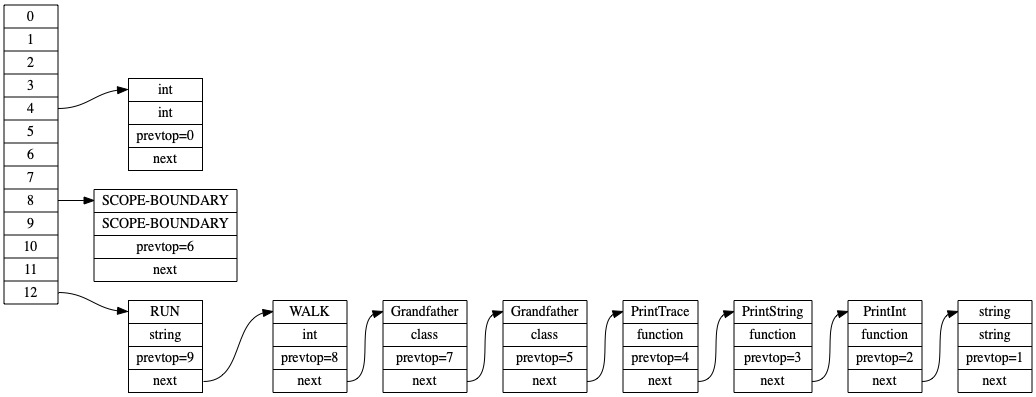 0
1
2
3
4
5
6
7
8
9
10
11
12
int
int
prevtop=0
next
SCOPE-BOUNDARY
SCOPE-BOUNDARY
prevtop=6
next
RUN
string
prevtop=9
next
WALK
int
prevtop=8
next
Grandfather
class
prevtop=7
next
Grandfather
class
prevtop=5
next
PrintTrace
function
prevtop=4
next
PrintString
function
prevtop=3
next
PrintInt
function
prevtop=2
next
string
string
prevtop=1
next